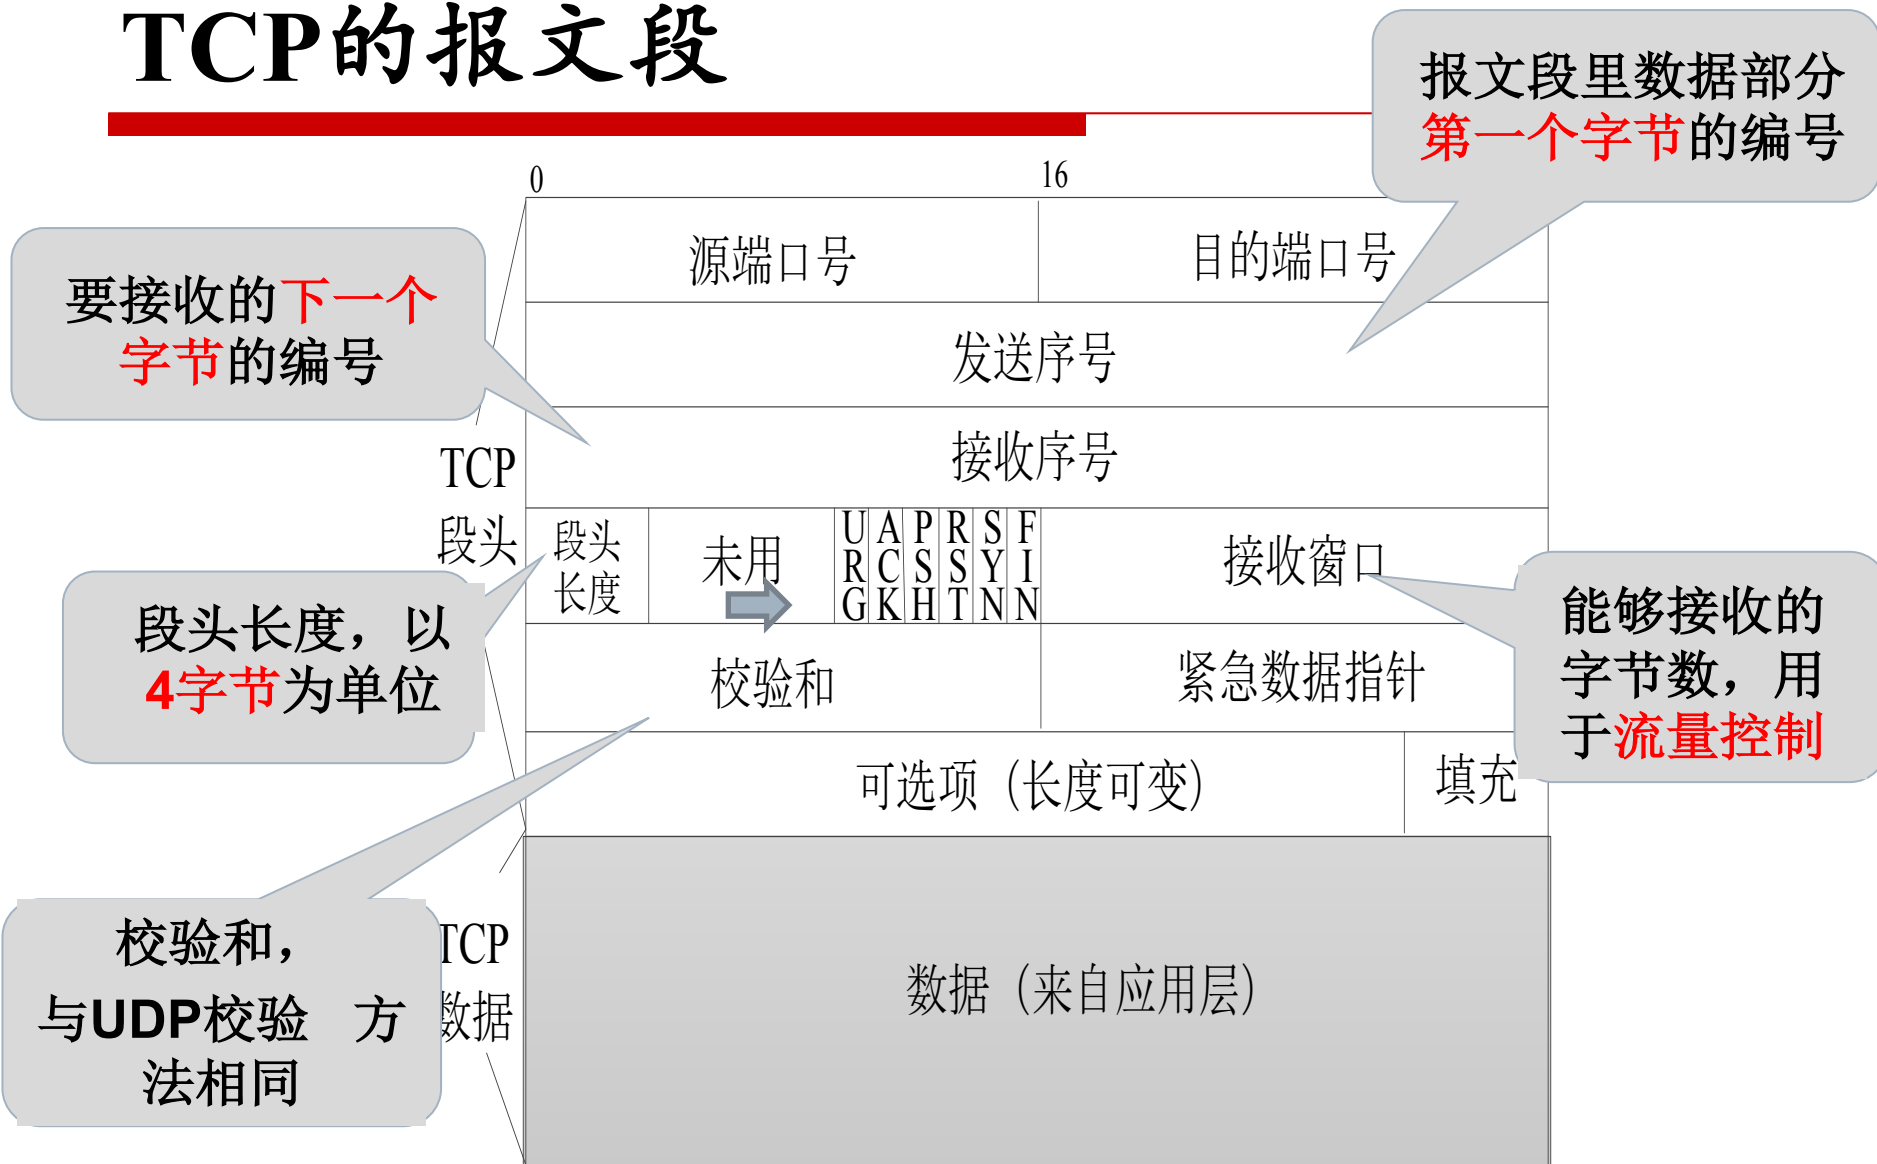 TCP的报文段
报文段里数据部分
第一个字节的编号
0
16
源端口号
目的端口号
要接收的下一个
字节的编号
发送序号
接收序号
TCP
段头
段头
长度
未用
URG
ACK
PSH
RST
SYN
FIN
接收窗口
段头长度，以
4字节为单位
能够接收的
字节数，用
于流量控制
校验和
紧急数据指针
可选项（长度可变）
填充
校验和，
与UDP校验 方
法相同
TCP
数据
数据（来自应用层）